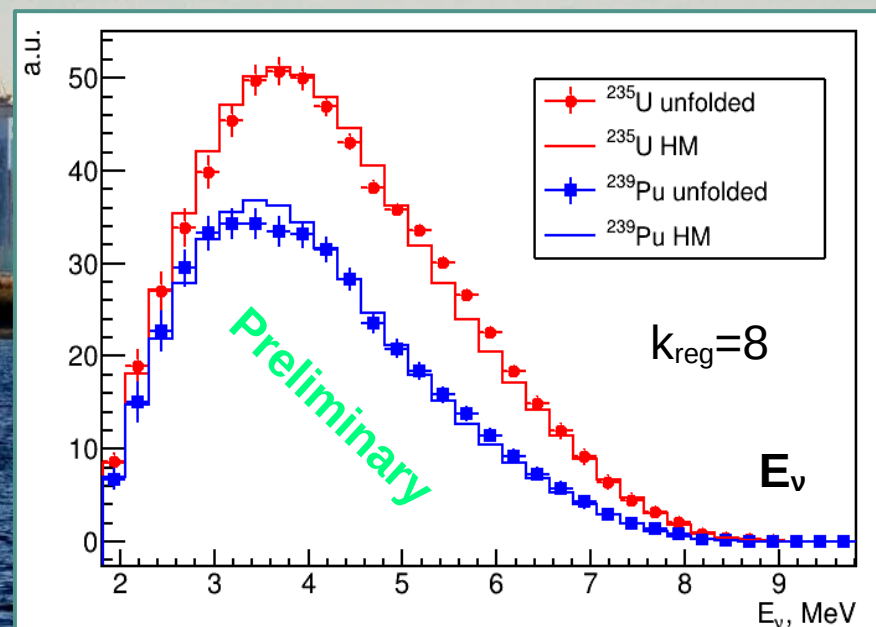 a.u.
50
40
30
20
10
0
²³⁵U unfolded
²³⁵U HM
²³⁹Pu unfolded
²³⁹Pu HM
Preliminary
k_reg=8
E_ν
2 3 4 5 6 7 8 9
E_ν, MeV